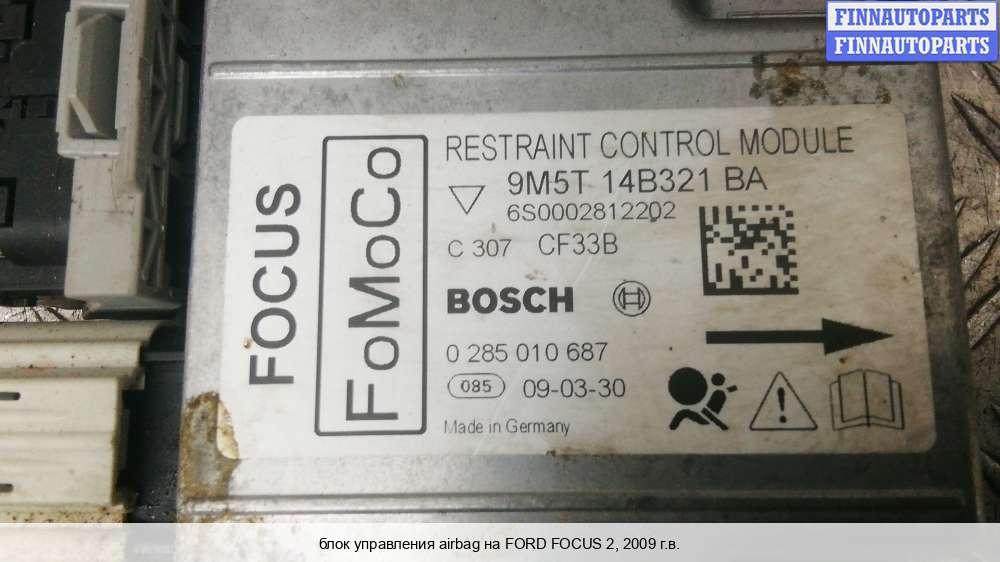 FINNAUTOPARTS
FINNAUTOPARTS
FOCUS
FoMoCo
RESTRAINT CONTROL MODULE
9M5T 14B321 BA
6S0002812202
C 307 CF33B
BOSCH
0 285 010 687
085 09-03-30
Made in Germany
блок управления airbag на FORD FOCUS 2, 2009 г.в.